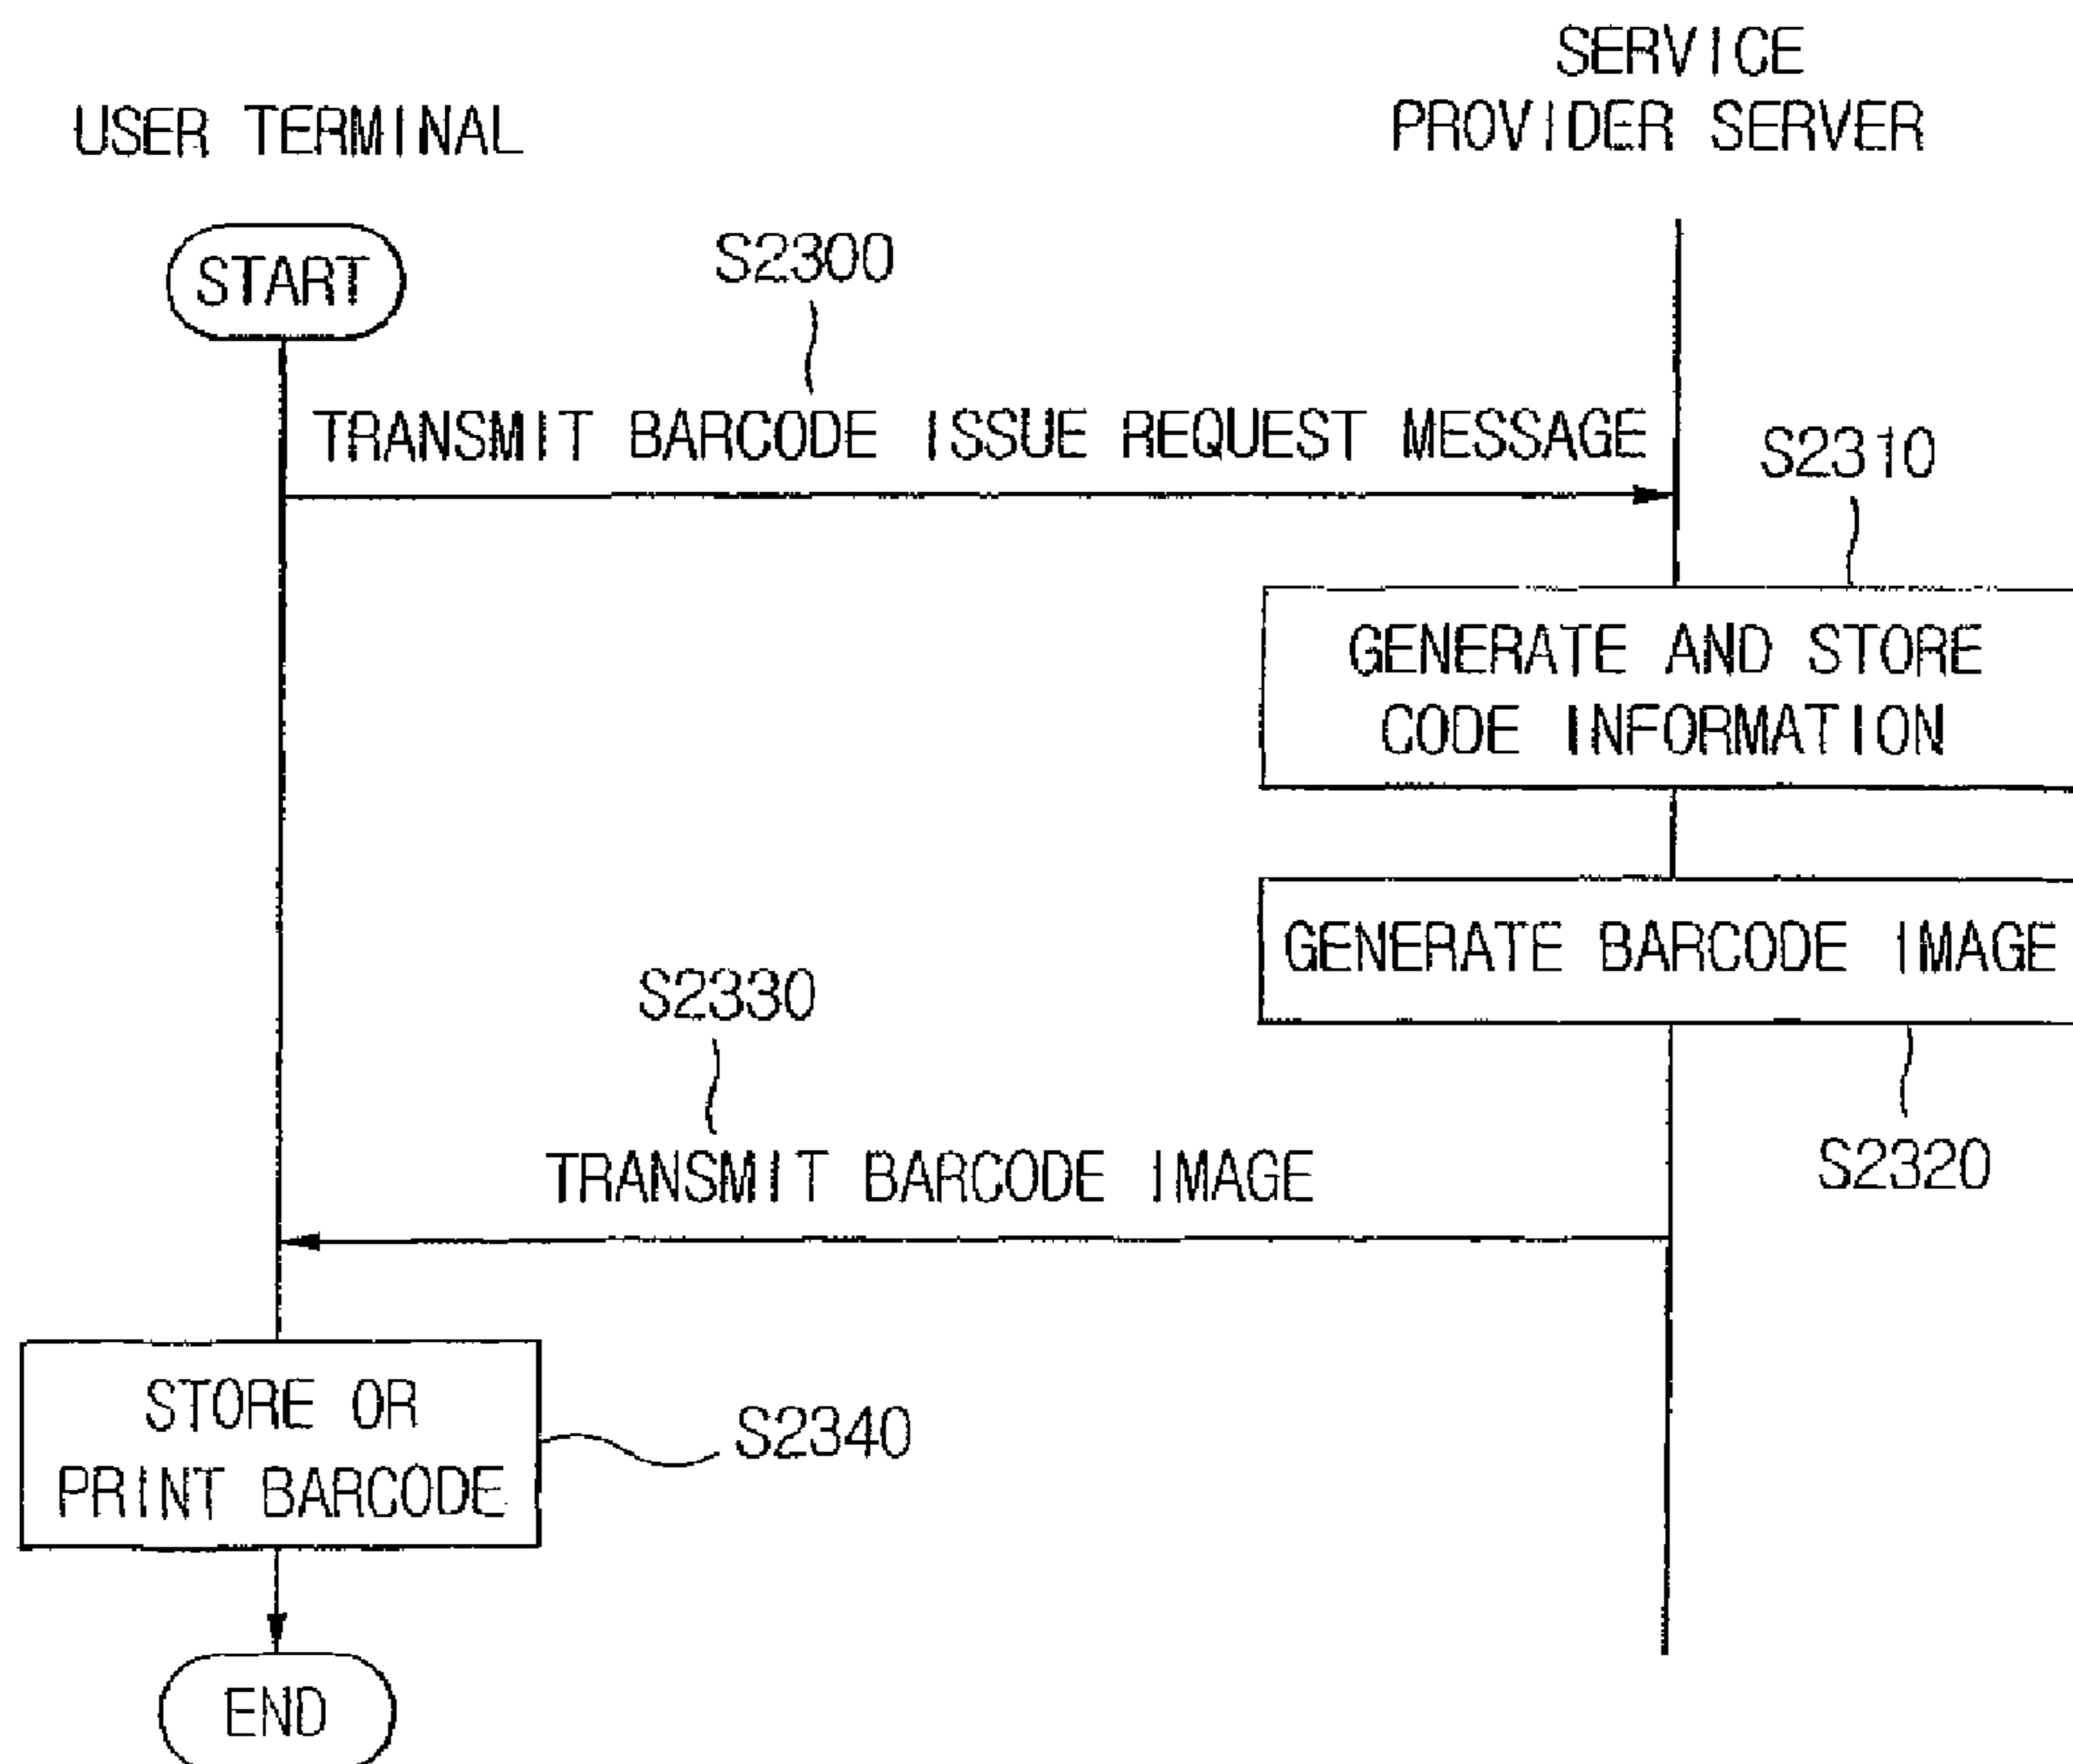 SERVICE
USER TERMINAL
PROVIDER SERVER
START
S2300
TRANSMIT BARCODE ISSUE REQUEST MESSAGE
S2310
GENERATE AND STORE
CODE INFORMATION
GENERATE BARCODE IMAGE
S2330
TRANSMIT BARCODE IMAGE
S2320
STORE OR
PRINT BARCODE
S2340
END